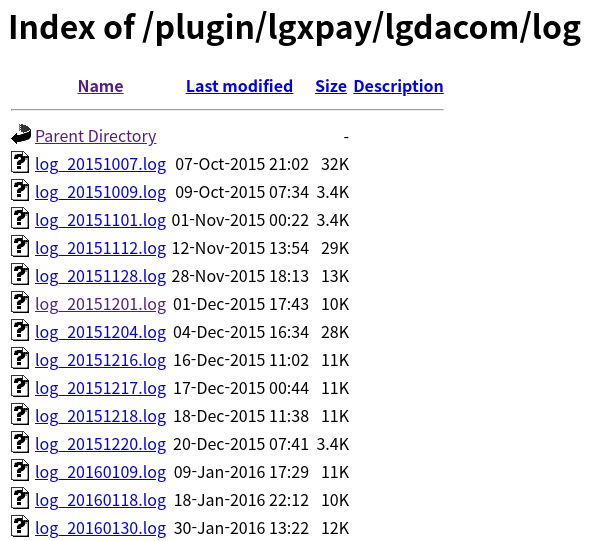 Index of /plugin/lgxpay/lgdacom/log
Name Last modified Size Description
Parent Directory -
log_20151007.log 07-Oct-2015 21:02 32K
log_20151009.log 09-Oct-2015 07:34 3.4K
log_20151101.log 01-Nov-2015 00:22 3.4K
log_20151112.log 12-Nov-2015 13:54 29K
log_20151128.log 28-Nov-2015 18:13 13K
log_20151201.log 01-Dec-2015 17:43 10K
log_20151204.log 04-Dec-2015 16:34 28K
log_20151216.log 16-Dec-2015 11:02 11K
log_20151217.log 17-Dec-2015 00:44 11K
log_20151218.log 18-Dec-2015 11:38 11K
log_20151220.log 20-Dec-2015 07:41 3.4K
log_20160109.log 09-Jan-2016 17:29 11K
log_20160118.log 18-Jan-2016 22:12 10K
log_20160130.log 30-Jan-2016 13:22 12K